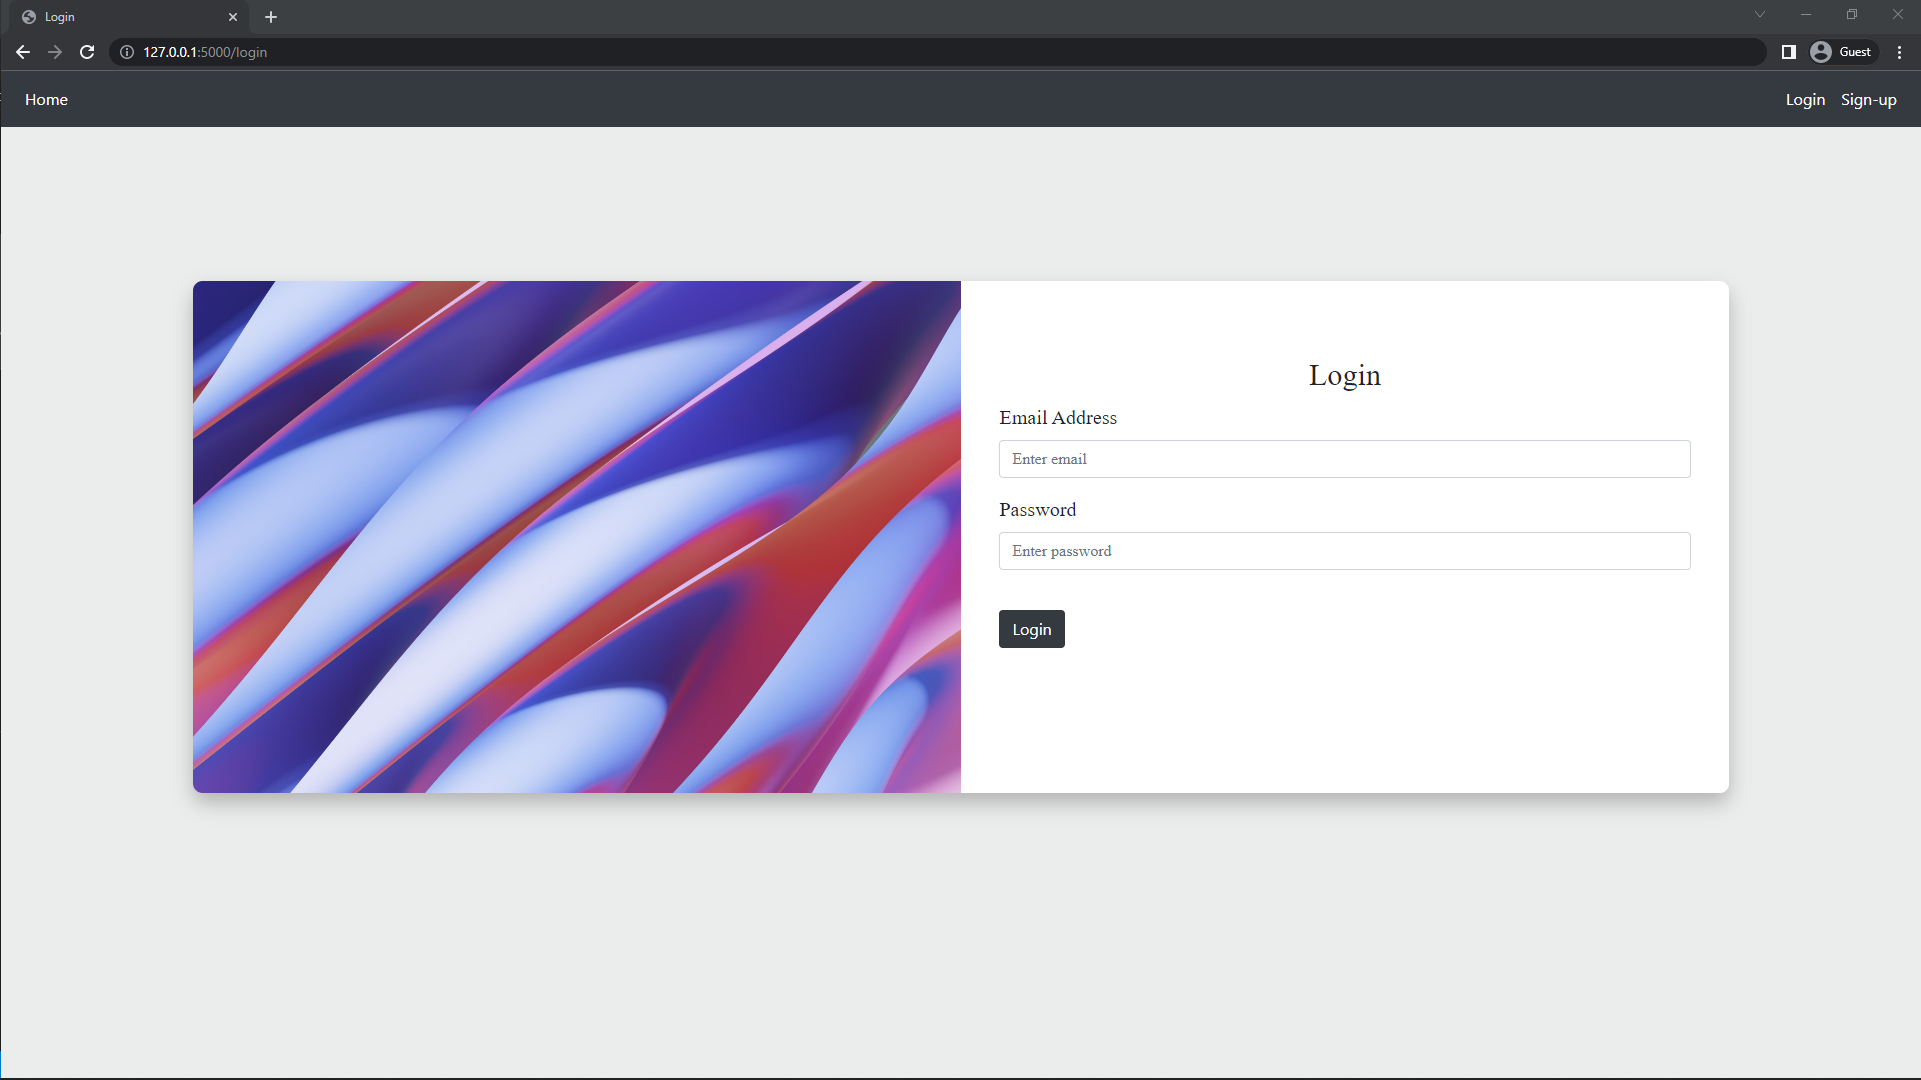 Login
127.0.0.1:5000/login
Guest
Home
Login Sign-up
Login
Email Address
Enter email
Password
Enter password
Login